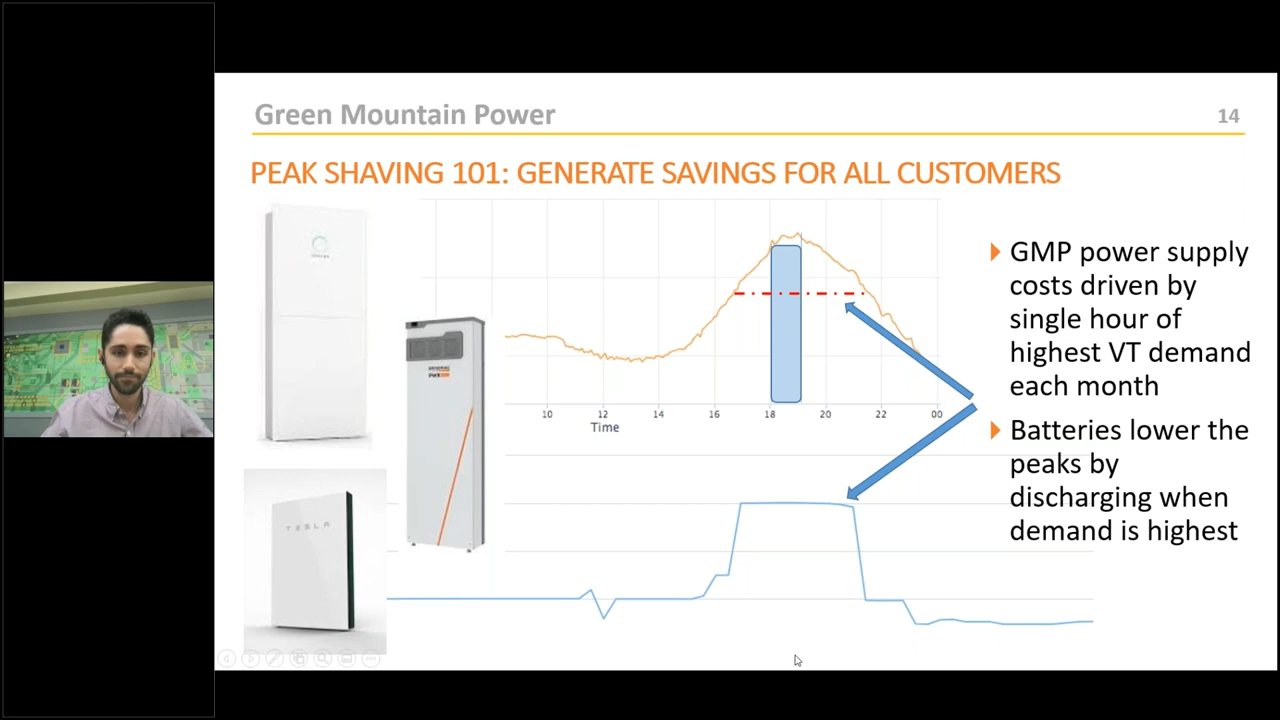 Green Mountain Power
14
PEAK SHAVING 101: GENERATE SAVINGS FOR ALL CUSTOMERS
GMP power supply
costs driven by
single hour of
highest VT demand
each month
Batteries lower the
peaks by
discharging when
demand is highest
10 12 14 16 18 20 22 00
Time
GENERAC
PWR
TESLA